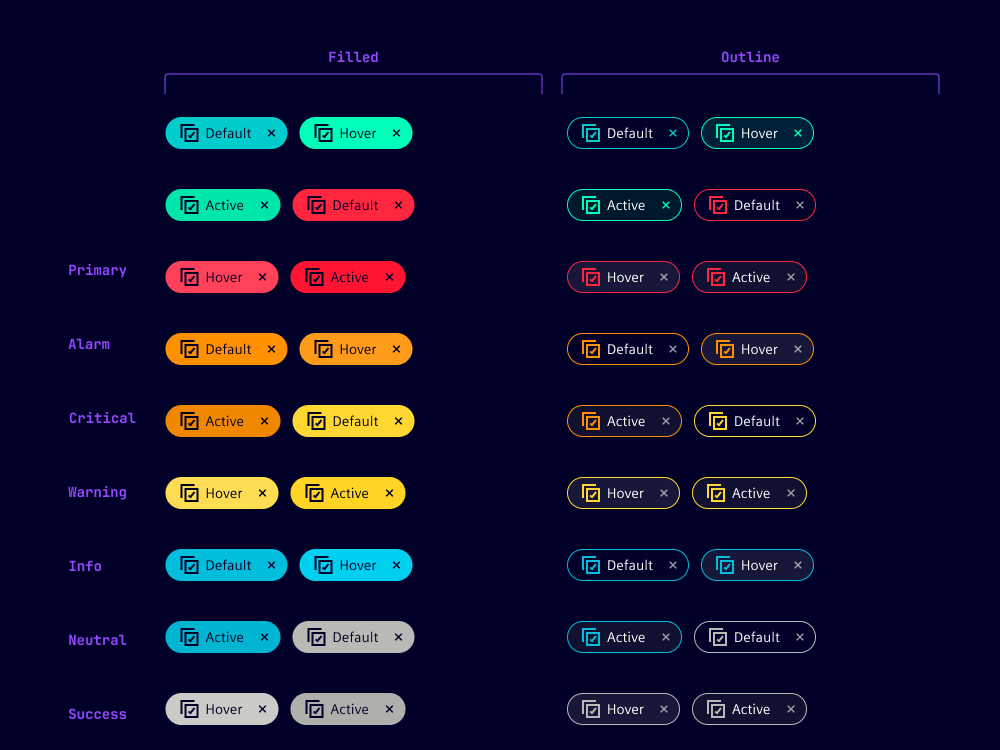 Filled Outline
Default × Hover × Default × Hover ×
Active × Default × Active × Default ×
Primary Hover × Active × Hover × Active ×
Alarm Default × Hover × Default × Hover ×
Critical Active × Default × Active × Default ×
Warning Hover × Active × Hover × Active ×
Info Default × Hover × Default × Hover ×
Neutral Active × Default × Active × Default ×
Success Hover × Active × Hover × Active ×